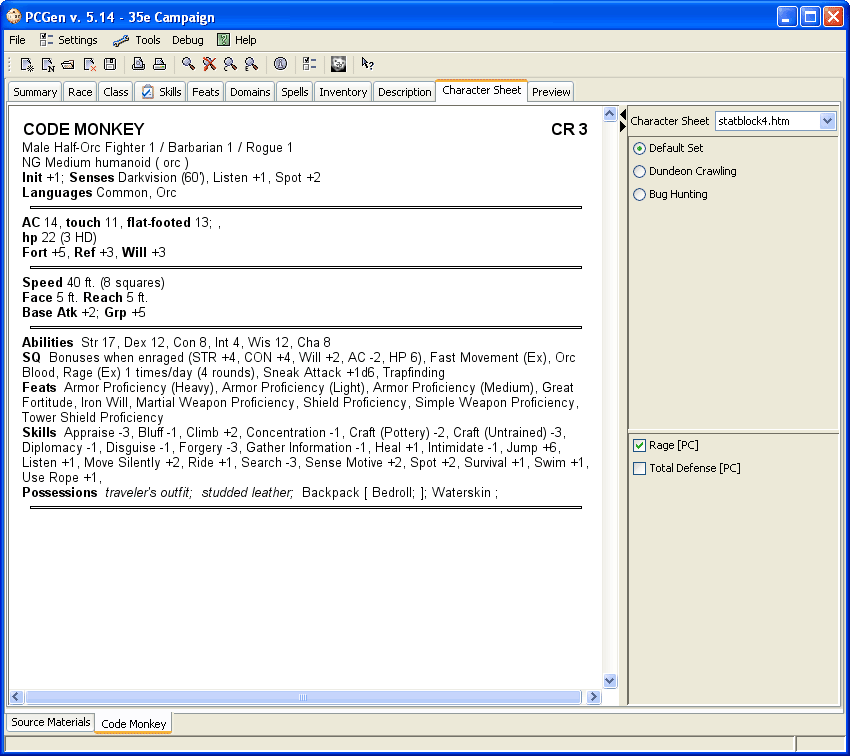 PCGen v. 5.14 - 35e Campaign
File Settings Tools Debug Help
Summary Race Class Skills Feats Domains Spells Inventory Description Character Sheet Preview
CODE MONKEY CR 3
Male Half-Orc Fighter 1 / Barbarian 1 / Rogue 1
NG Medium humanoid ( orc )
Init +1; Senses Darkvision (60'), Listen +1, Spot +2
Languages Common, Orc
AC 14, touch 11, flat-footed 13; ,
hp 22 (3 HD)
Fort +5, Ref +3, Will +3
Speed 40 ft. (8 squares)
Face 5 ft. Reach 5 ft.
Base Atk +2; Grp +5
Abilities Str 17, Dex 12, Con 8, Int 4, Wis 12, Cha 8
SQ Bonuses when enraged (STR +4, CON +4, Will +2, AC -2, HP 6), Fast Movement (Ex), Orc
Blood, Rage (Ex) 1 times/day (4 rounds), Sneak Attack +1d6, Trapfinding
Feats Armor Proficiency (Heavy), Armor Proficiency (Light), Armor Proficiency (Medium), Great
Fortitude, Iron Will, Martial Weapon Proficiency, Shield Proficiency, Simple Weapon Proficiency,
Tower Shield Proficiency
Skills Appraise -3, Bluff -1, Climb +2, Concentration -1, Craft (Pottery) -2, Craft (Untrained) -3,
Diplomacy -1, Disguise -1, Forgery -3, Gather Information -1, Heal +1, Intimidate -1, Jump +6,
Listen +1, Move Silently +2, Ride +1, Search -3, Sense Motive +2, Spot +2, Survival +1, Swim +1,
Use Rope +1,
Possessions traveler's outfit; studded leather; Backpack [ Bedroll; ]; Waterskin ;
Character Sheet statblock4.htm
Default Set
Dundeon Crawling
Bug Hunting
Rage [PC]
Total Defense [PC]
Source Materials Code Monkey